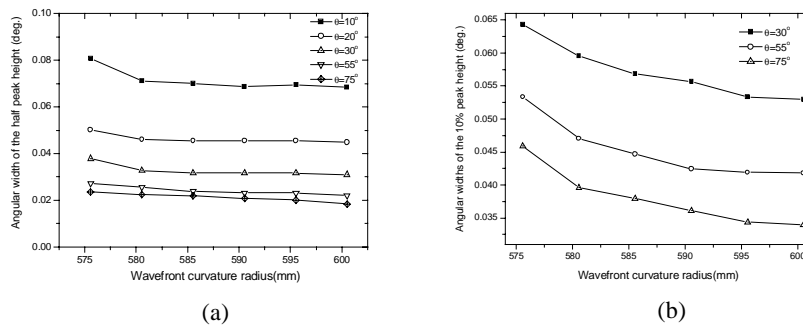 θ=10°
θ=20°
θ=30°
θ=55°
θ=75°
0.10
0.08
0.06
0.04
0.02
0.00
Angular width of the half peak height (deg.)
575 580 585 590 595 600
Wavefront curvature radius(mm)
(a)
θ=30°
θ=55°
θ=75°
0.065
0.060
0.055
0.050
0.045
0.040
0.035
Angular widths of the 10% peak height (deg.)
575 580 585 590 595 600
Wavefront curvature radius(mm)
(b)